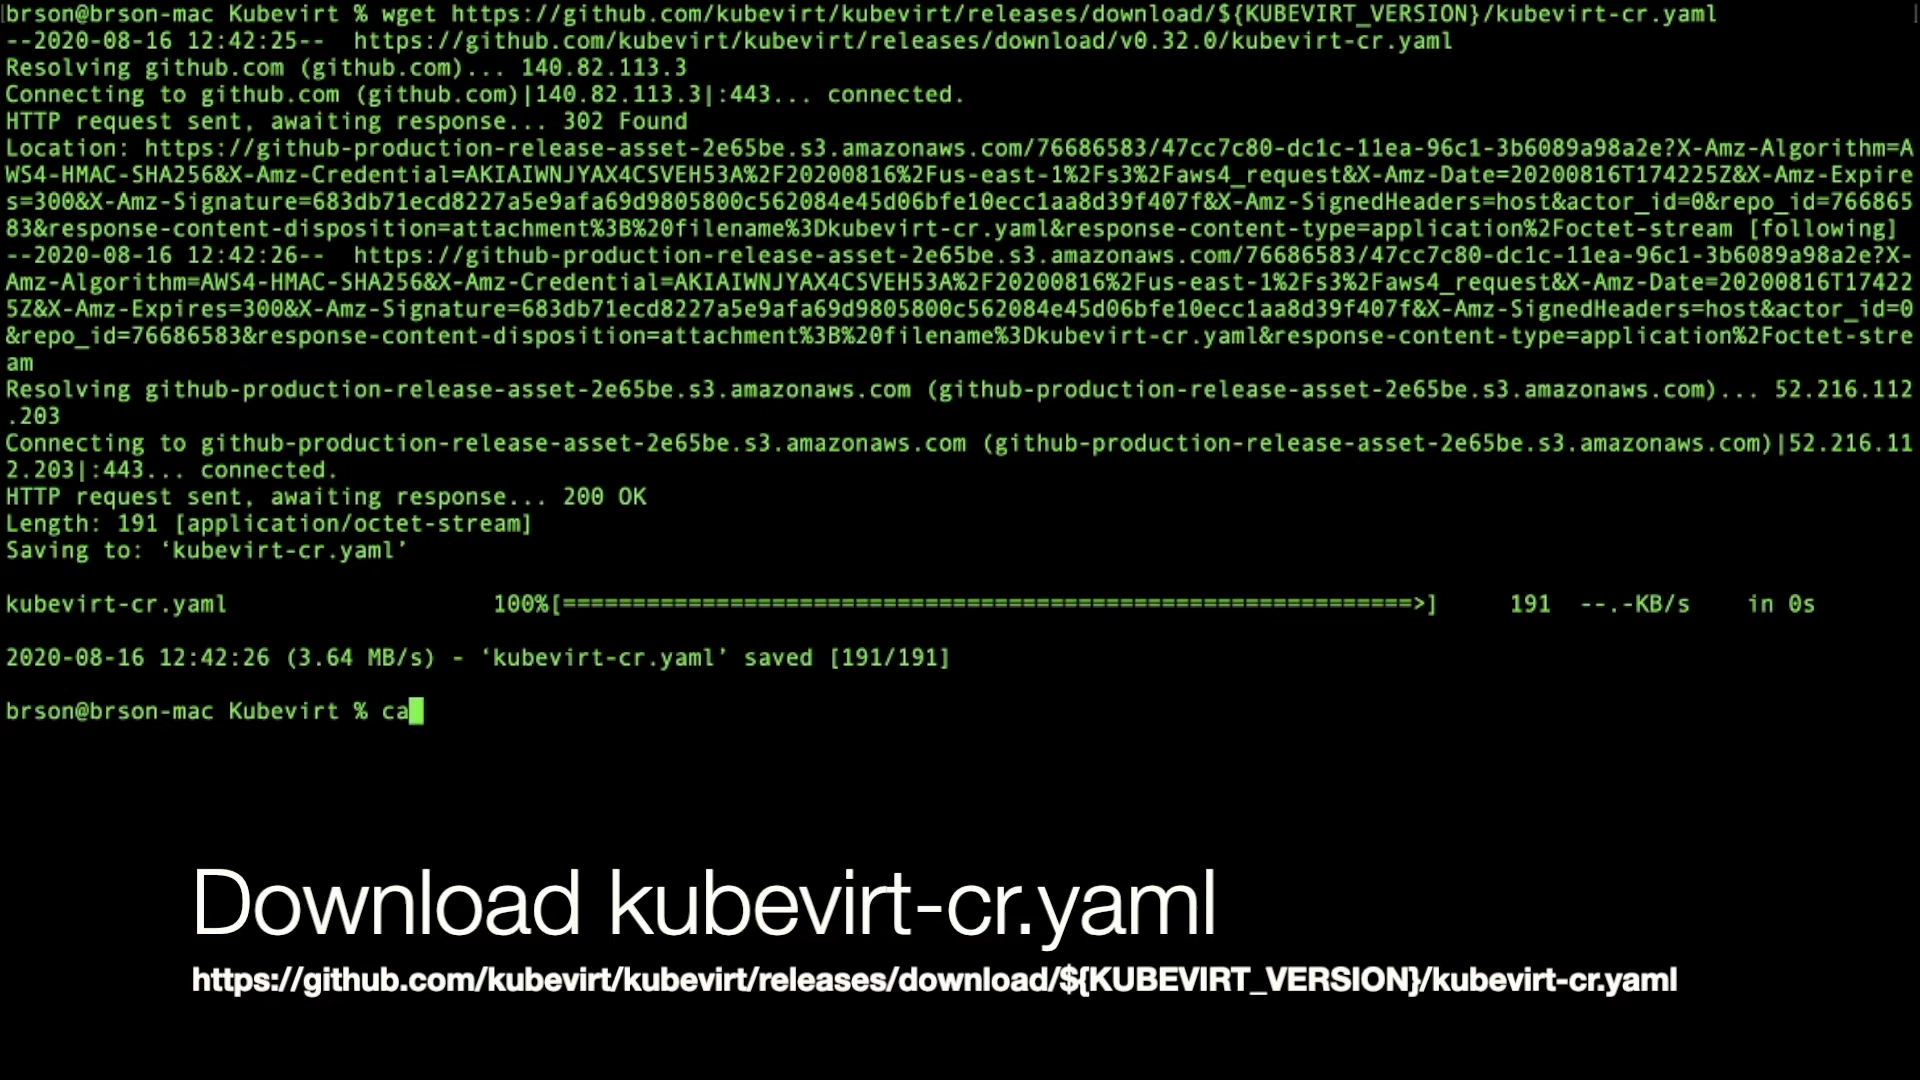 brson@brson-mac Kubevirt % wget https://github.com/kubevirt/kubevirt/releases/download/${KUBEVIRT_VERSION}/kubevirt-cr.yaml
--2020-08-16 12:42:25--  https://github.com/kubevirt/kubevirt/releases/download/v0.32.0/kubevirt-cr.yaml
Resolving github.com (github.com)... 140.82.113.3
Connecting to github.com (github.com)|140.82.113.3|:443... connected.
HTTP request sent, awaiting response... 302 Found
Location: https://github-production-release-asset-2e65be.s3.amazonaws.com/76686583/47cc7c80-dc1c-11ea-96c1-3b6089a98a2e?X-Amz-Algorithm=A
WS4-HMAC-SHA256&X-Amz-Credential=AKIAIWNJYAX4CSVEH53A%2F20200816%2Fus-east-1%2Fs3%2Faws4_request&X-Amz-Date=20200816T174225Z&X-Amz-Expire
s=300&X-Amz-Signature=683db71ecd8227a5e9afa69d9805800c562084e45d06bfe10ecc1aa8d39f407f&X-Amz-SignedHeaders=host&actor_id=0&repo_id=766865
83&response-content-disposition=attachment%3B%20filename%3Dkubevirt-cr.yaml&response-content-type=application%2Foctet-stream [following]
--2020-08-16 12:42:26--  https://github-production-release-asset-2e65be.s3.amazonaws.com/76686583/47cc7c80-dc1c-11ea-96c1-3b6089a98a2e?X-
Amz-Algorithm=AWS4-HMAC-SHA256&X-Amz-Credential=AKIAIWNJYAX4CSVEH53A%2F20200816%2Fus-east-1%2Fs3%2Faws4_request&X-Amz-Date=20200816T17422
5Z&X-Amz-Expires=300&X-Amz-Signature=683db71ecd8227a5e9afa69d9805800c562084e45d06bfe10ecc1aa8d39f407f&X-Amz-SignedHeaders=host&actor_id=0
&repo_id=76686583&response-content-disposition=attachment%3B%20filename%3Dkubevirt-cr.yaml&response-content-type=application%2Foctet-stre
am
Resolving github-production-release-asset-2e65be.s3.amazonaws.com (github-production-release-asset-2e65be.s3.amazonaws.com)... 52.216.112
.203
Connecting to github-production-release-asset-2e65be.s3.amazonaws.com (github-production-release-asset-2e65be.s3.amazonaws.com)|52.216.11
2.203|:443... connected.
HTTP request sent, awaiting response... 200 OK
Length: 191 [application/octet-stream]
Saving to: ‘kubevirt-cr.yaml’
kubevirt-cr.yaml 100%[=============================================================>] 191 --.-KB/s in 0s
2020-08-16 12:42:26 (3.64 MB/s) - ‘kubevirt-cr.yaml’ saved [191/191]
brson@brson-mac Kubevirt % ca
Download kubevirt-cr.yaml
https://github.com/kubevirt/kubevirt/releases/download/${KUBEVIRT_VERSION}/kubevirt-cr.yaml